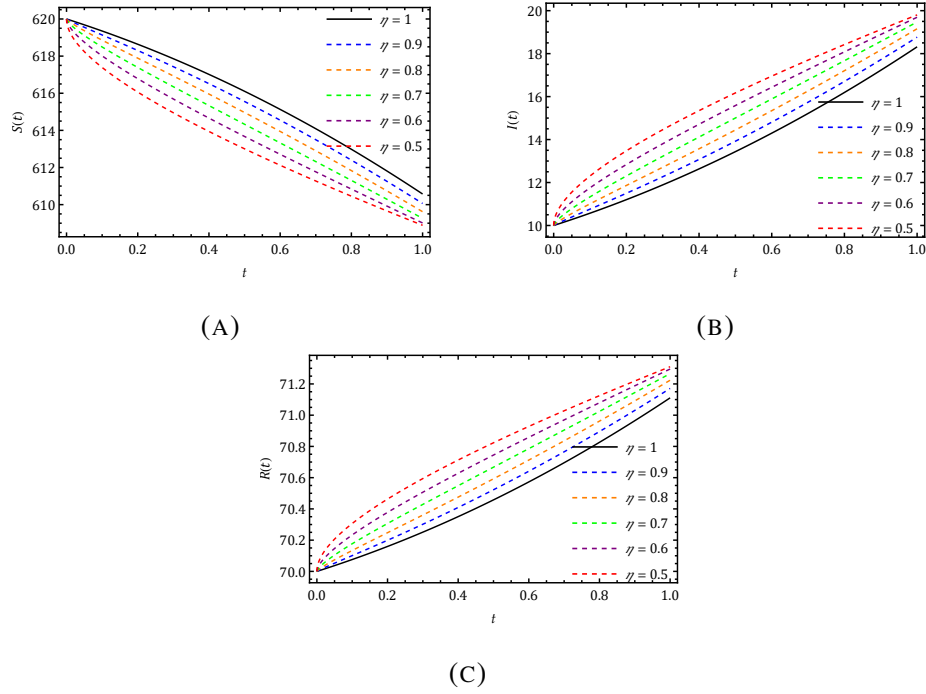 620
618
616
614
612
610
S(t)
0.0 0.2 0.4 0.6 0.8 1.0
t
η = 1
η = 0.9
η = 0.8
η = 0.7
η = 0.6
η = 0.5
(A)
20
18
16
14
12
10
I(t)
0.0 0.2 0.4 0.6 0.8 1.0
t
η = 1
η = 0.9
η = 0.8
η = 0.7
η = 0.6
η = 0.5
(B)
71.2
71.0
70.8
70.6
70.4
70.2
70.0
R(t)
0.0 0.2 0.4 0.6 0.8 1.0
t
η = 1
η = 0.9
η = 0.8
η = 0.7
η = 0.6
η = 0.5
(C)